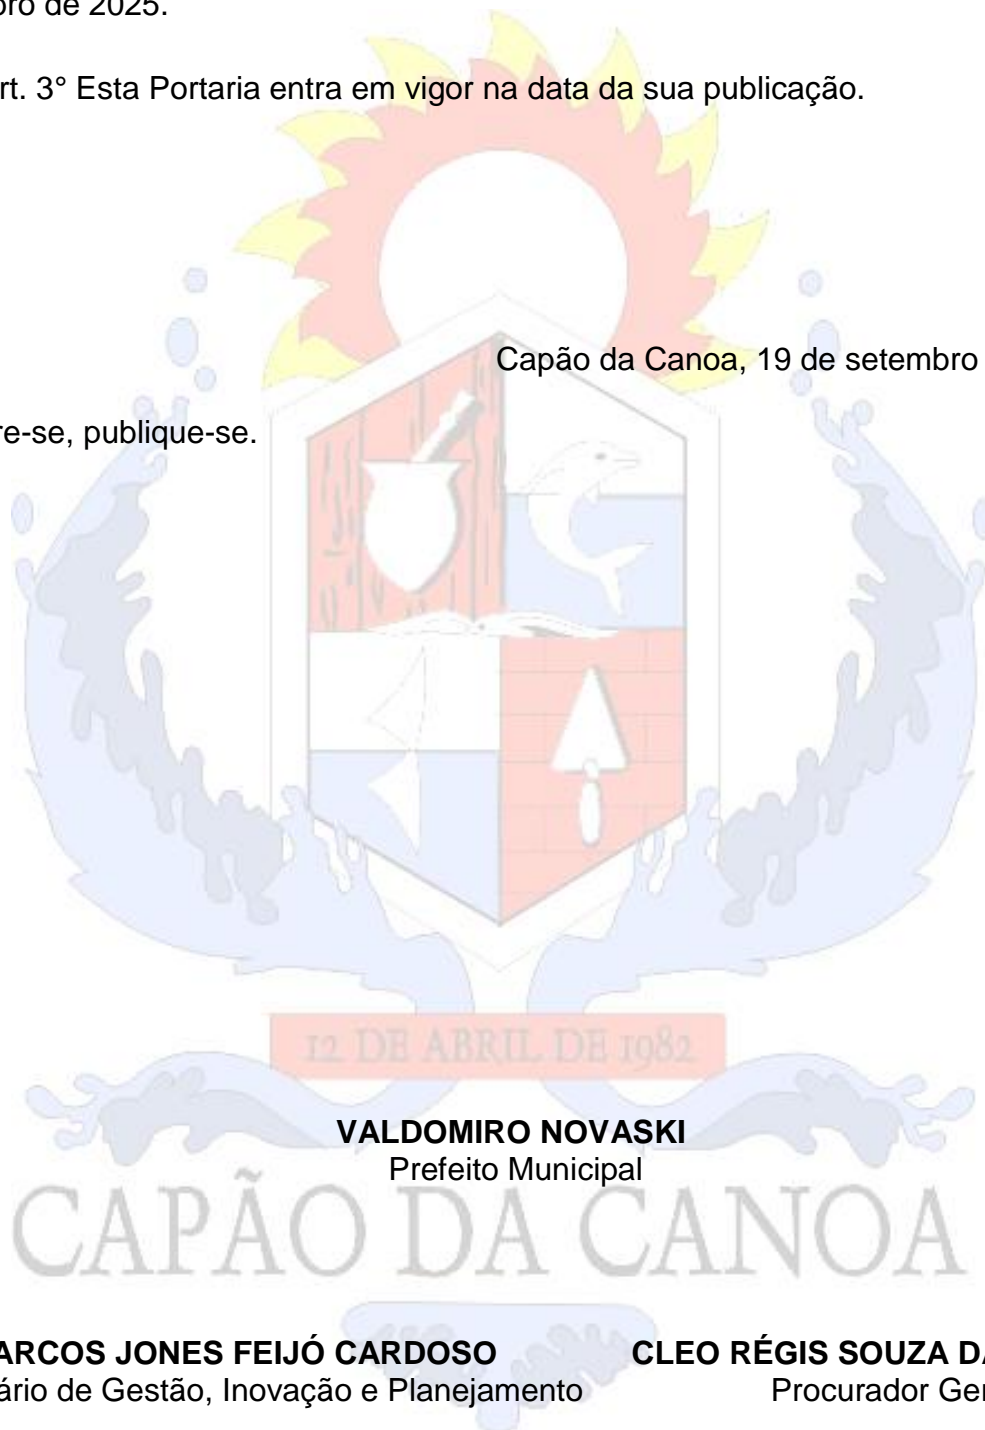 bro de 2025.
rt. 3° Esta Portaria entra em vigor na data da sua publicação.
Capão da Canoa, 19 de setembro
re-se, publique-se.
12 DE ABRIL DE 1982
VALDOMIRO NOVASKI
Prefeito Municipal
CAPÃO DA CANOA
ARCOS JONES FEIJÓ CARDOSO CLEO RÉGIS SOUZA DA
ário de Gestão, Inovação e Planejamento Procurador Ger